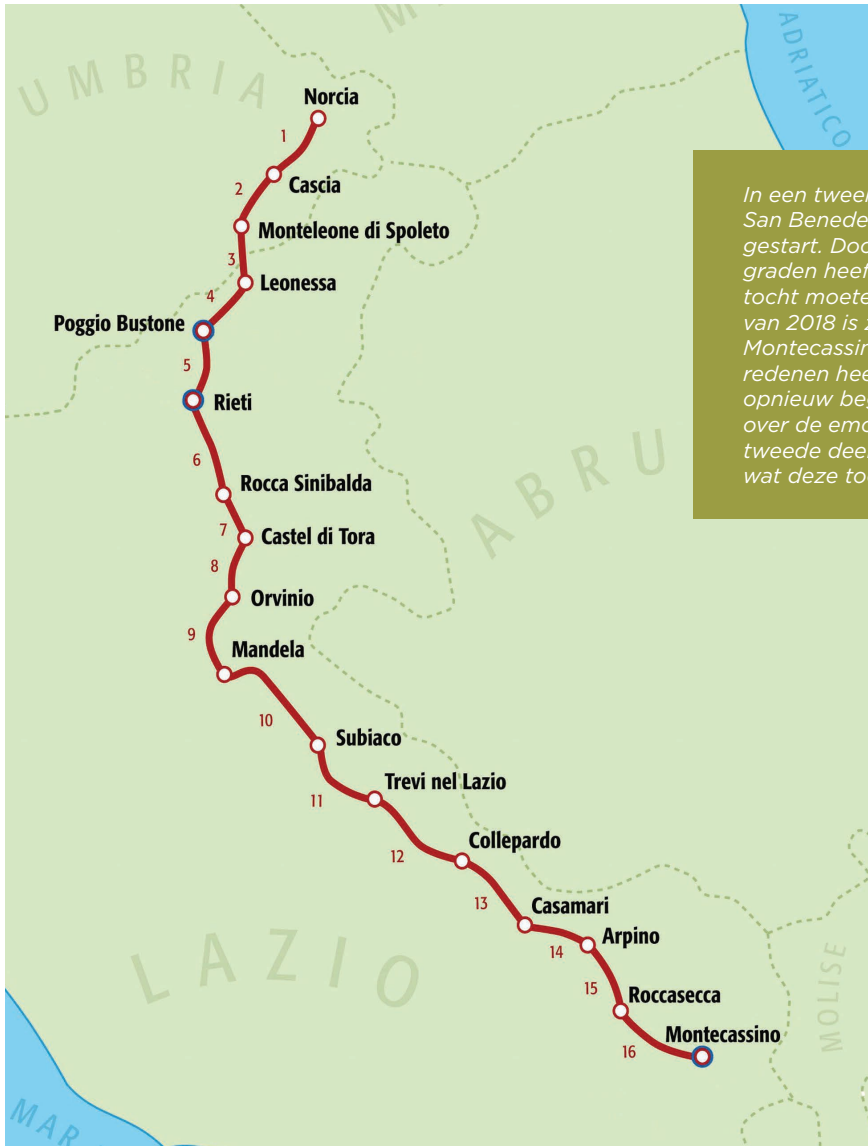 M
UMBRIA
ADRIATICO
Norcia
1
Cascia
2
Monteleone di Spoleto
3
Leonessa
4
Poggio Bustone
5
Rieti
6
Rocca Sinibalda
7
Castel di Tora
8
Orvinio
9
Mandela
10
Subiaco
11
Trevi nel Lazio
12
Collepardo
13
Casamari
14
Arpino
15
Roccasecca
16
Montecassino
ABRU
LAZIO
MOLISE
MAR
In een tweer
San Benede
gestart. Doo
graden heef
tocht moete
van 2018 is
Montecassin
redenen hee
opnieuw be
over de emo
tweede dee
wat deze to